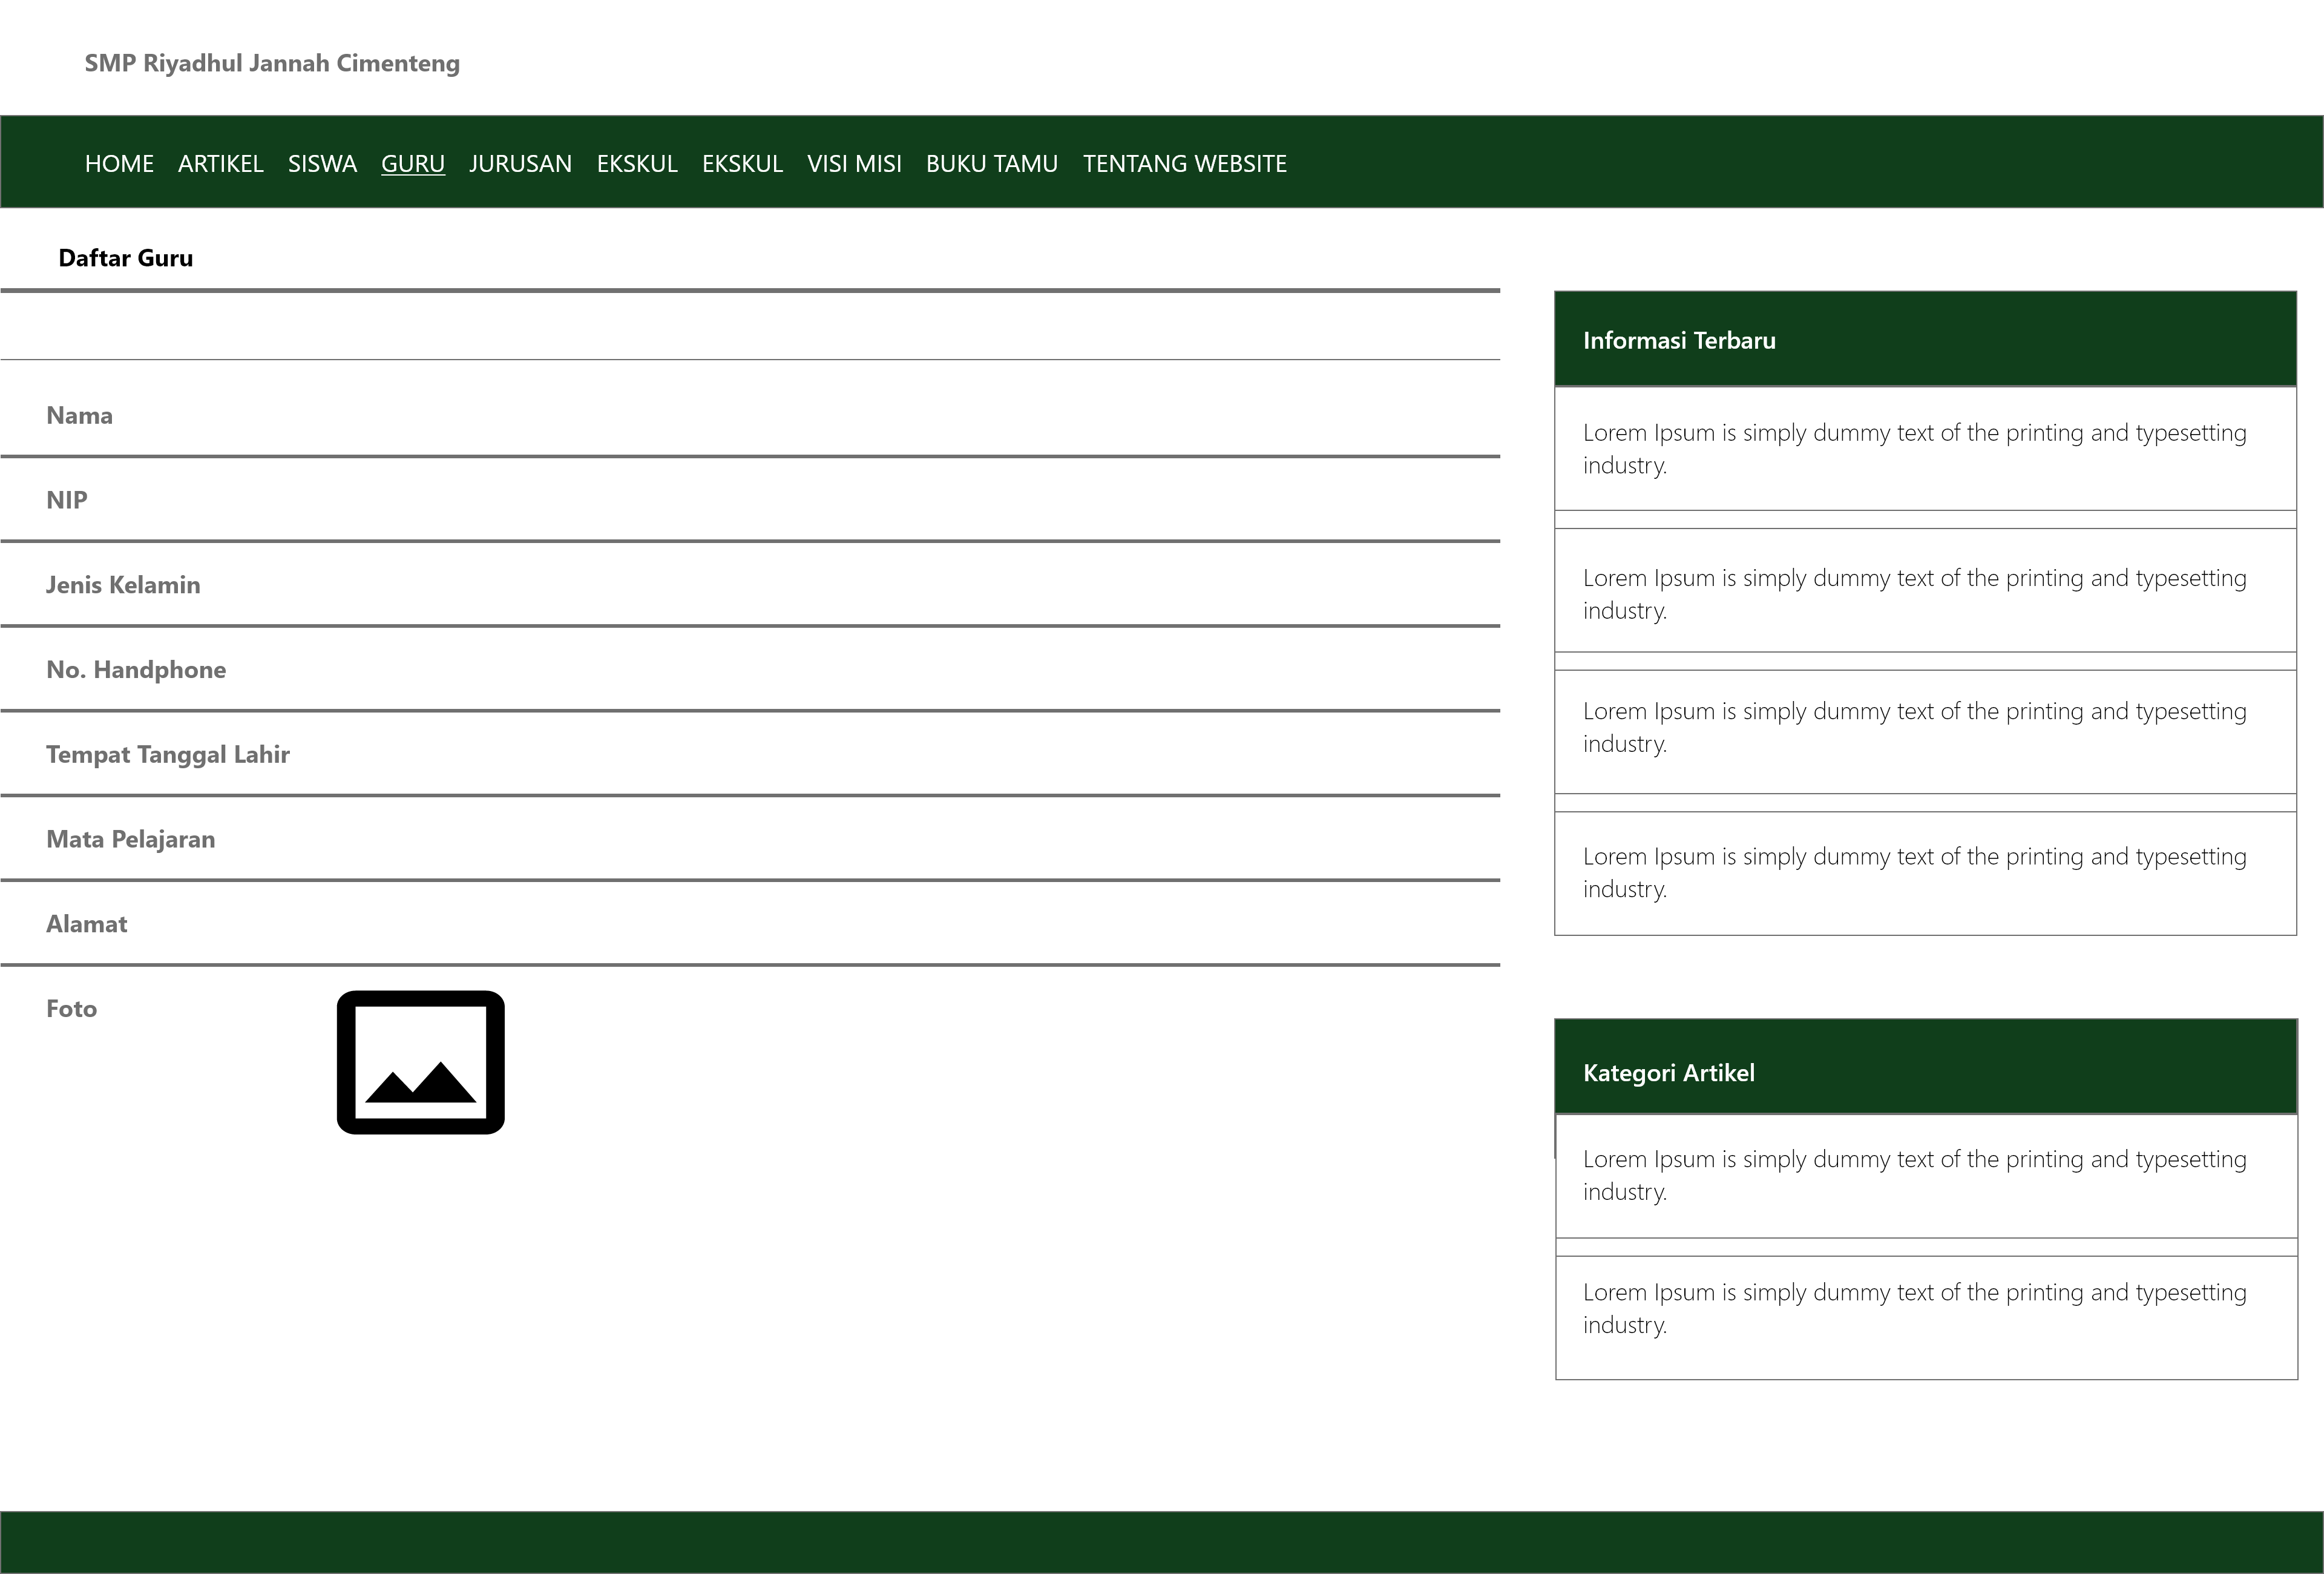 SMP Riyadhul Jannah Cimenteng
HOME ARTIKEL SISWA GURU JURUSAN EKSKUL EKSKUL VISI MISI BUKU TAMU TENTANG WEBSITE
Daftar Guru
Nama
NIP
Jenis Kelamin
No. Handphone
Tempat Tanggal Lahir
Mata Pelajaran
Alamat
Foto
Informasi Terbaru
Lorem Ipsum is simply dummy text of the printing and typesetting
industry.
Lorem Ipsum is simply dummy text of the printing and typesetting
industry.
Lorem Ipsum is simply dummy text of the printing and typesetting
industry.
Lorem Ipsum is simply dummy text of the printing and typesetting
industry.
Kategori Artikel
Lorem Ipsum is simply dummy text of the printing and typesetting
industry.
Lorem Ipsum is simply dummy text of the printing and typesetting
industry.